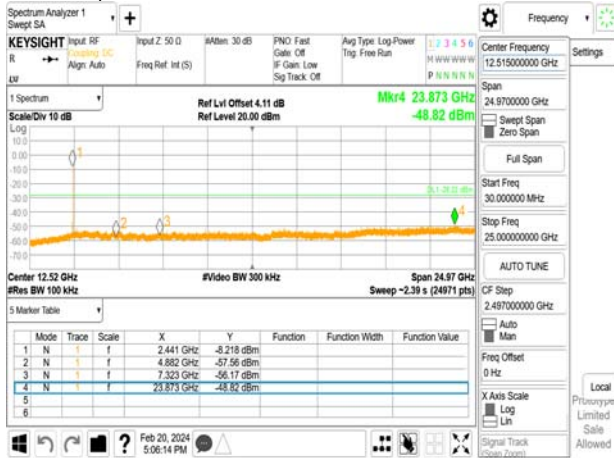 Spectrum Analyzer 1
Swept SA
+
Frequency
KEYSIGHT
R
Input: RF
Coupling: DC
Align: Auto
Input Z: 50 Ω
Freq Ref: Int (S)
#Atten: 30 dB
PNO: Fast
Gate: Off
IF Gain: Low
Sig Track: Off
Avg Type: Log-Power
Trig: Free Run
1 2 3 4 5 6
M W W W W W
P N N N N N
1 Spectrum
Scale/Div 10 dB
Ref Lvl Offset 4.11 dB
Ref Level 20.00 dBm
Mkr4 23.873 GHz
-48.82 dBm
Log
10.0
0.00
-10.0
-20.0
-30.0
-40.0
-50.0
-60.0
-70.0
1
2
3
4
Center 12.52 GHz
#Res BW 100 kHz
#Video BW 300 kHz
Span 24.97 GHz
Sweep ~2.39 s (24971 pts)
5 Marker Table
Mode Trace Scale X Y Function Function Width Function Value
1 N 1 f 2.441 GHz -8.218 dBm
2 N 1 f 4.882 GHz -57.56 dBm
3 N 1 f 7.323 GHz -56.17 dBm
4 N 1 f 23.873 GHz -48.82 dBm
5
6
?
Feb 20, 2024
5:06:14 PM
Center Frequency
12.515000000 GHz
Span
24.9700000 GHz
Swept Span
Zero Span
Full Span
Start Freq
30.000000 MHz
Stop Freq
25.000000000 GHz
AUTO TUNE
CF Step
2.497000000 GHz
Auto
Man
Freq Offset
0 Hz
X Axis Scale
Log
Lin
Signal Track
(Span Zoom)
Settings
Local
Prototype
Limited
Sale
Allowed